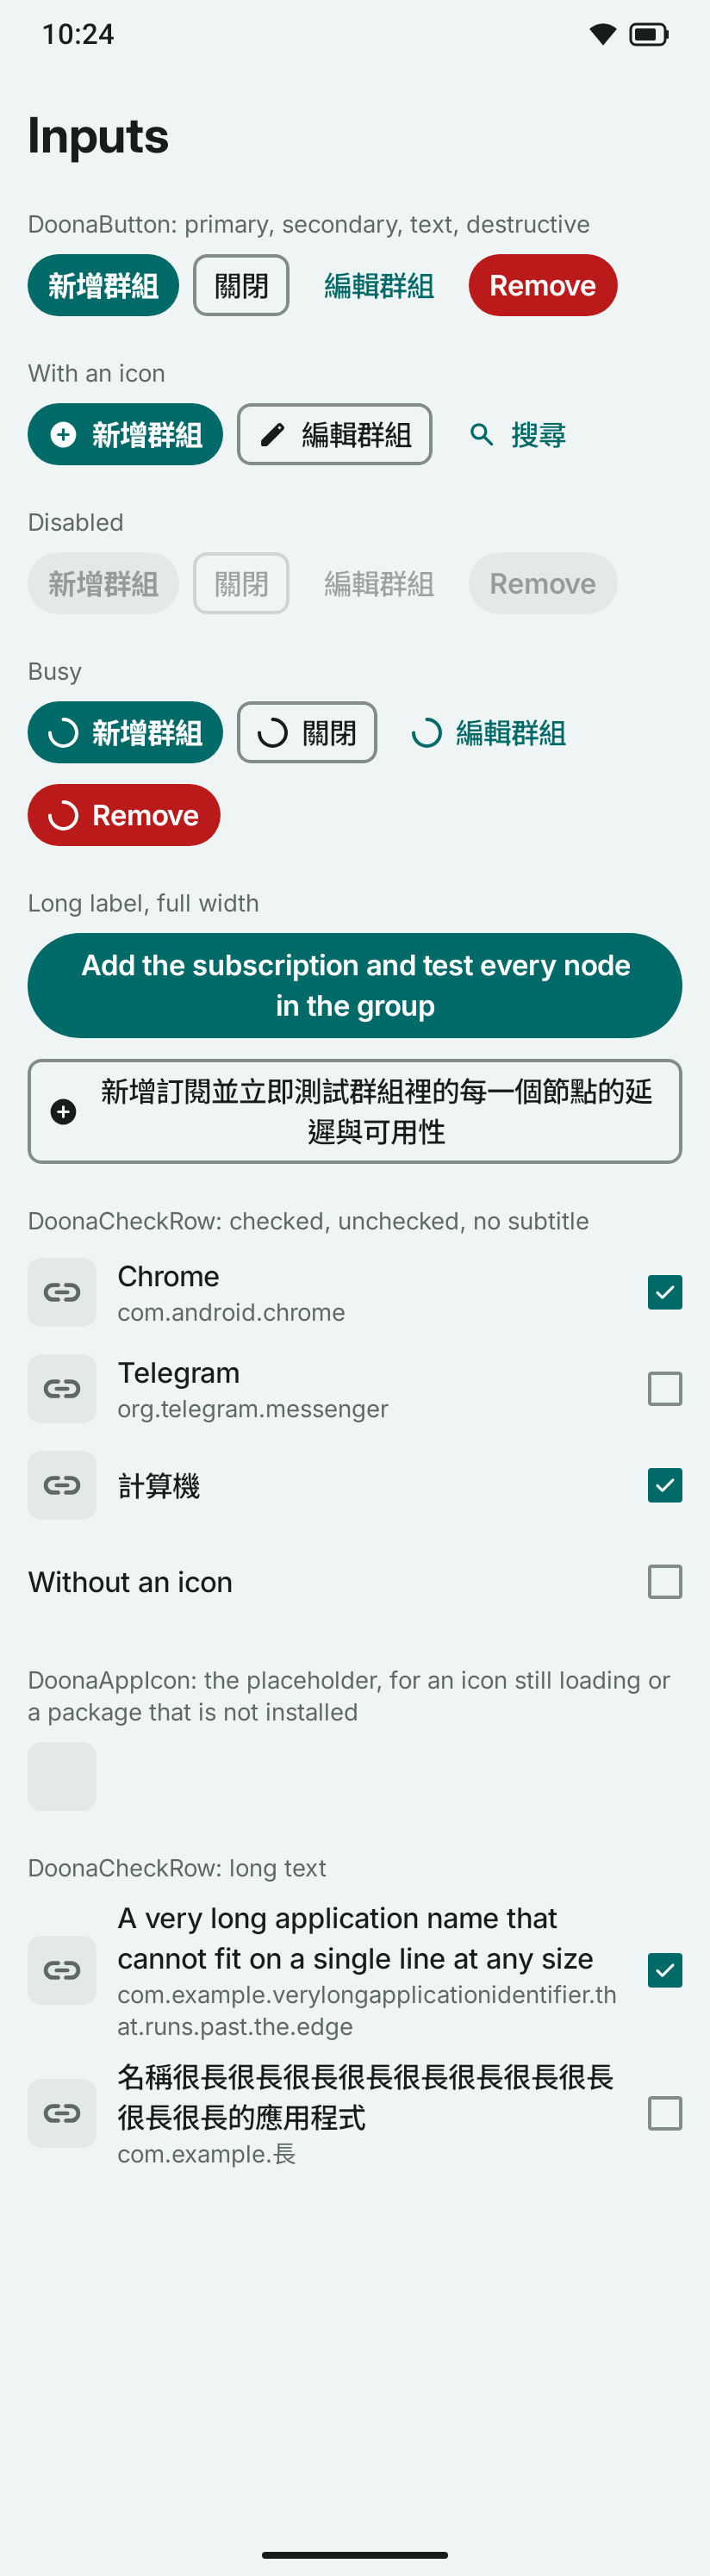 10:24
Inputs
DoonaButton: primary, secondary, text, destructive
新增群組 關閉 編輯群組 Remove
With an icon
新增群組 編輯群組 搜尋
Disabled
新增群組 關閉 編輯群組 Remove
Busy
新增群組 關閉 編輯群組
Remove
Long label, full width
Add the subscription and test every node
in the group
新增訂閱並立即測試群組裡的每一個節點的延
遲與可用性
DoonaCheckRow: checked, unchecked, no subtitle
Chrome
com.android.chrome
Telegram
org.telegram.messenger
計算機
Without an icon
DoonaAppIcon: the placeholder, for an icon still loading or
a package that is not installed
DoonaCheckRow: long text
A very long application name that
cannot fit on a single line at any size
com.example.verylongapplicationidentifier.th
at.runs.past.the.edge
名稱很長很長很長很長很長很長很長很長
很長很長的應用程式
com.example.長